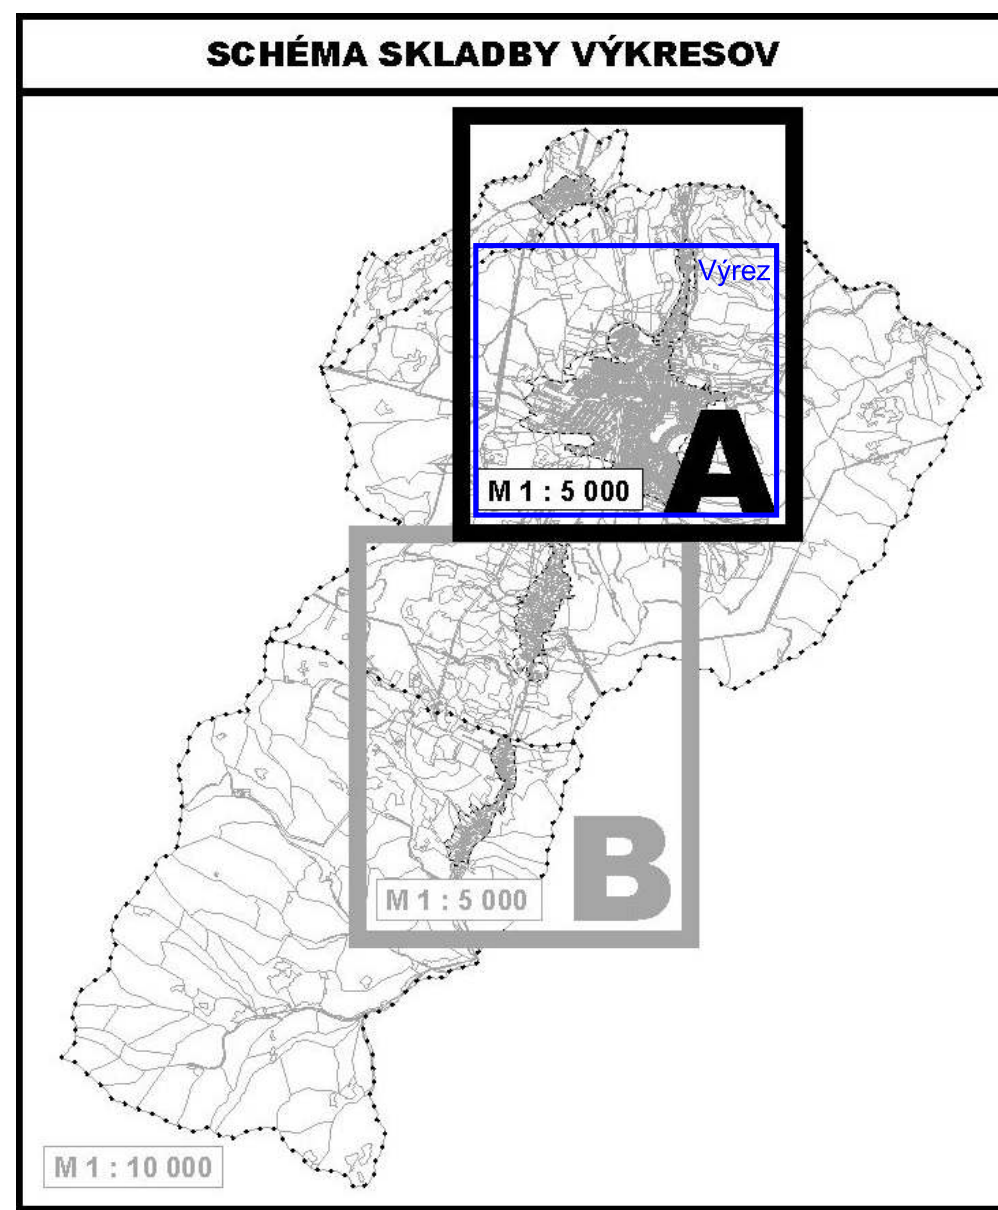 SCHÉMA SKLADBY VÝKRESOV
Výrez
A
M 1 : 5 000
B
M 1 : 5 000
M 1 : 10 000